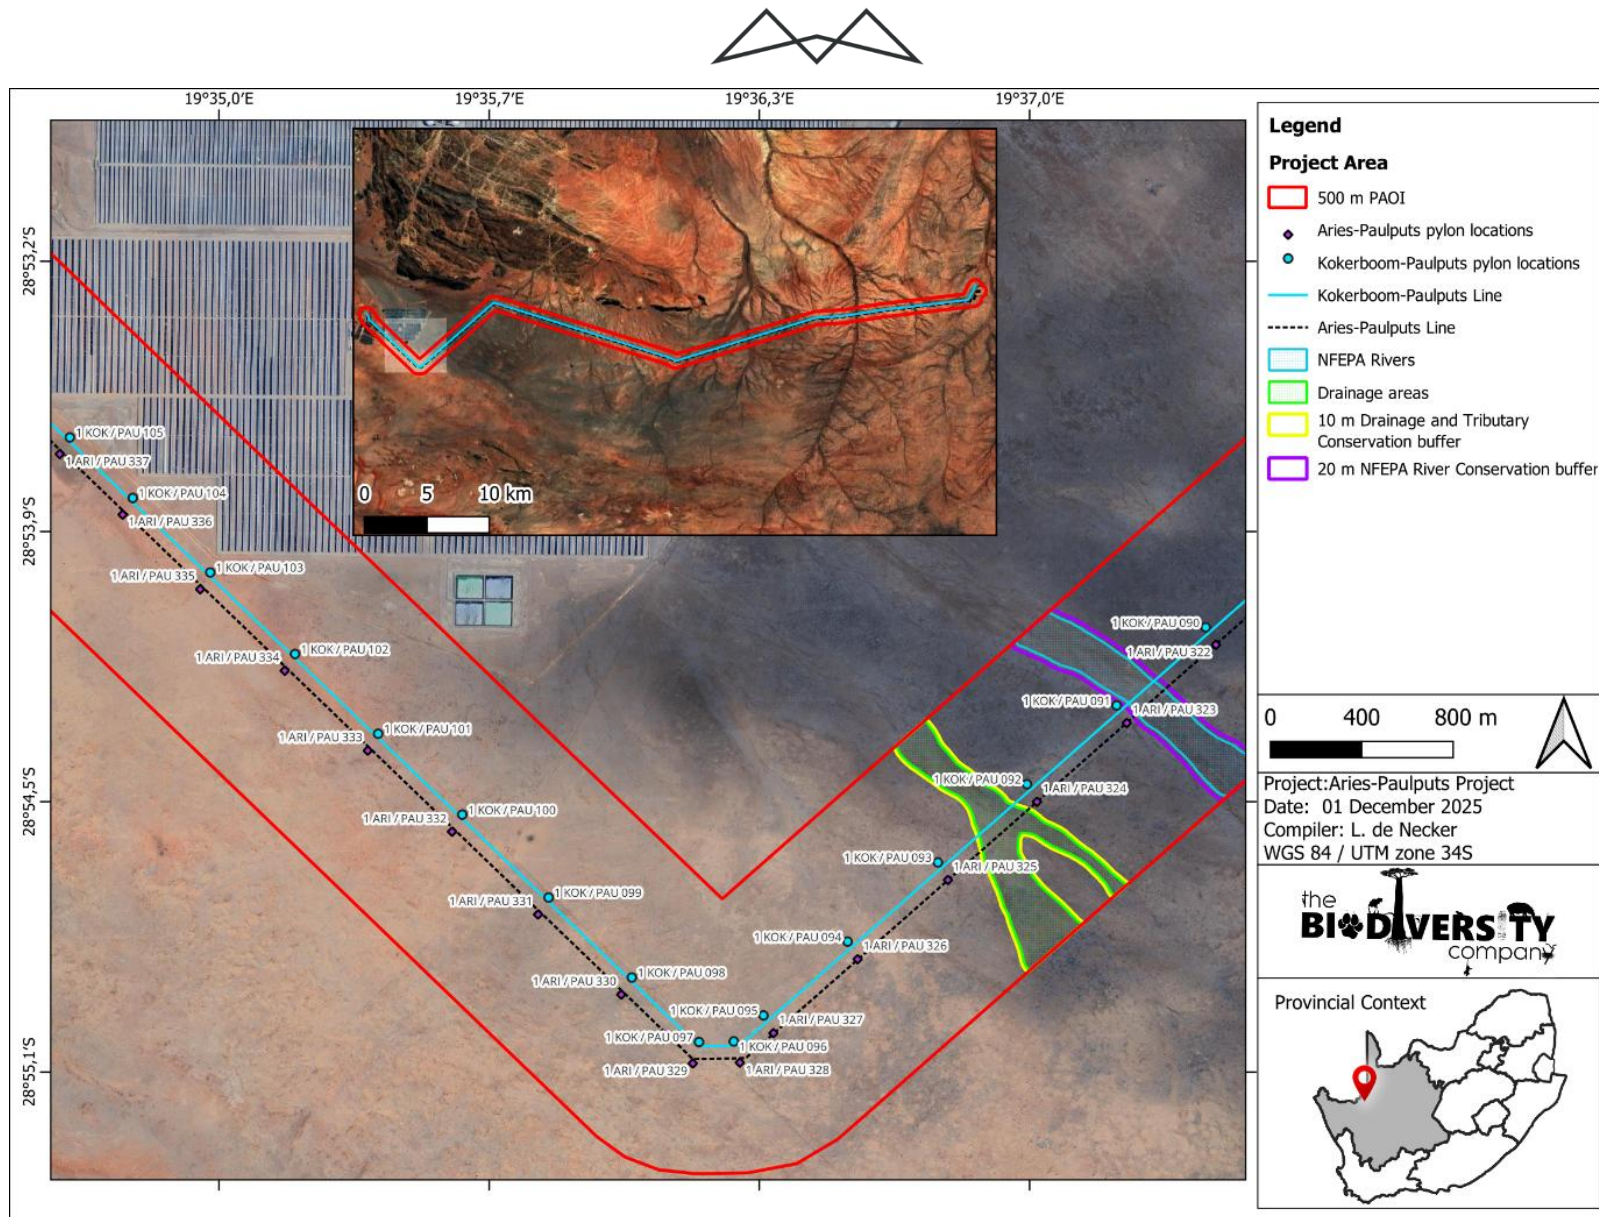 19°35,0'E
19°35,7'E
19°36,3'E
19°37,0'E
28°53,2'S
28°53,9'S
28°54,5'S
28°55,1'S
0 5 10 km
1 KOK / PAU 105
1 ARI / PAU 337
1 KOK / PAU 104
1 ARI / PAU 336
1 KOK / PAU 103
1 ARI / PAU 335
1 KOK / PAU 102
1 ARI / PAU 334
1 KOK / PAU 101
1 ARI / PAU 333
1 KOK / PAU 100
1 ARI / PAU 332
1 KOK / PAU 099
1 ARI / PAU 331
1 KOK / PAU 098
1 ARI / PAU 330
1 KOK / PAU 097
1 ARI / PAU 329
1 KOK / PAU 096
1 ARI / PAU 328
1 KOK / PAU 095
1 ARI / PAU 327
1 KOK / PAU 094
1 ARI / PAU 326
1 KOK / PAU 093
1 ARI / PAU 325
1 KOK / PAU 092
1 ARI / PAU 324
1 KOK / PAU 091
1 ARI / PAU 323
1 KOK / PAU 090
1 ARI / PAU 322
Legend
Project Area
500 m PAOI
Aries-Paulputs pylon locations
Kokerboom-Paulputs pylon locations
Kokerboom-Paulputs Line
Aries-Paulputs Line
NFEPA Rivers
Drainage areas
10 m Drainage and Tributary
Conservation buffer
20 m NFEPA River Conservation buffer
0 400 800 m
Project:Aries-Paulputs Project
Date: 01 December 2025
Compiler: L. de Necker
WGS 84 / UTM zone 34S
the
BIODIVERSITY
company
Provincial Context